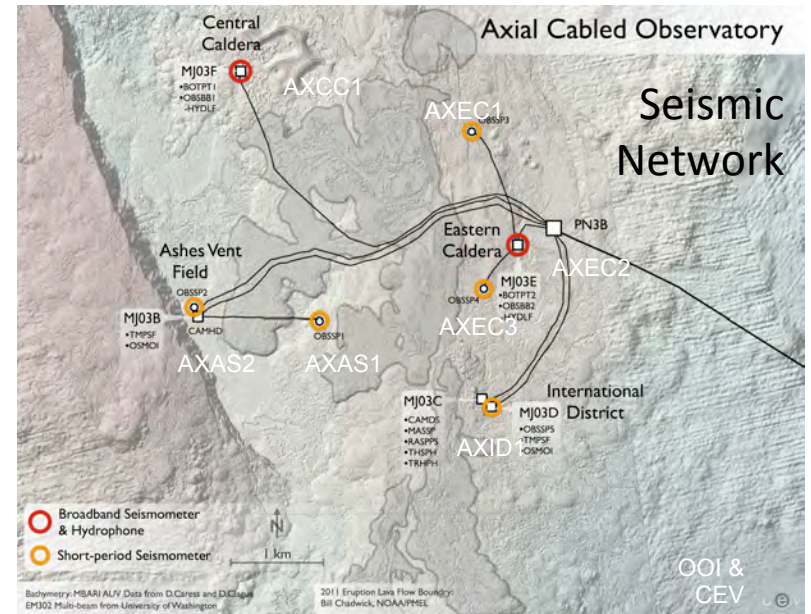 Axial Cabled Observatory
Seismic
Network
Central
Caldera
MJ03F
•BOTPT1
•OBSBB1
-HYDLF
AXCC1
AXEC1
OBSSP3
PN3B
Eastern
Caldera
AXEC2
MJ03E
•BOTPT2
•OBSBB2
-HYDLF
OBSSP4
AXEC3
Ashes Vent
Field
OBSSP2
MJ03B
•TMPSF
•OSMOI
CAMHD
AXAS2
OBSSP1
AXAS1
MJ03C
•CAMDS
•MASSP
•RASPPS
•THSPH
•TRHPH
International
District
MJ03D
•OBSSP5
•TMPSF
•OSMOI
AXID1
Broadband Seismometer
& Hydrophone
Short-period Seismometer
N
1 km
Bathymetry: MBARI AUV Data from D.Caress and D.Clague
EM302 Multi-beam from University of Washington
2011 Eruption Lava Flow Boundry:
Bill Chadwick, NOAA/PMEL
OOI &
CEV